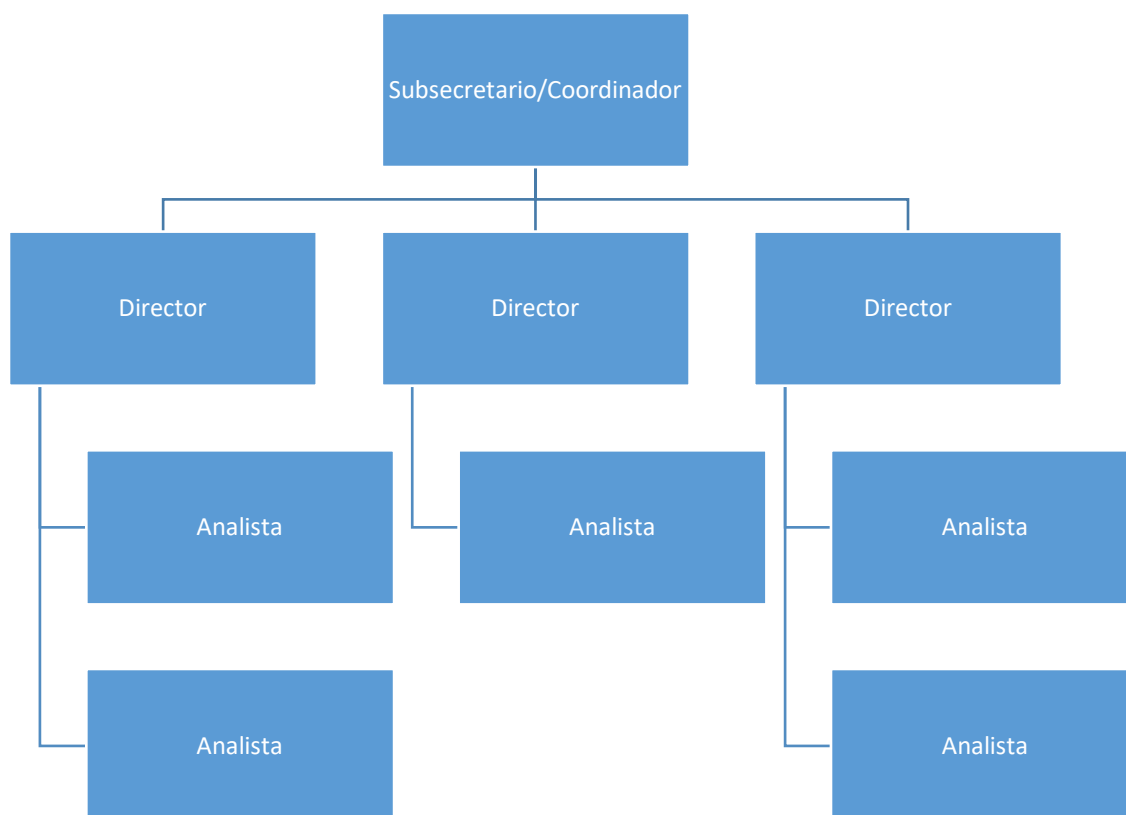 Subsecretario/Coordinador
Director
Director
Director
Analista
Analista
Analista
Analista
Analista